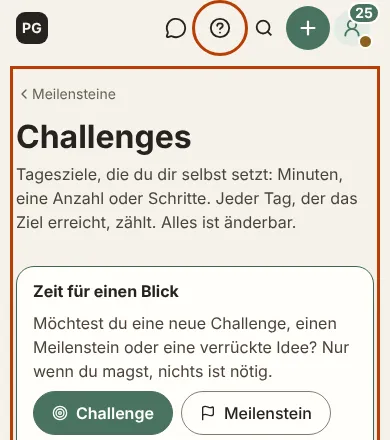 PG
25
Meilensteine
Challenges
Tagesziele, die du dir selbst setzt: Minuten,
eine Anzahl oder Schritte. Jeder Tag, der das
Ziel erreicht, zählt. Alles ist änderbar.
Zeit für einen Blick
Möchtest du eine neue Challenge, einen
Meilenstein oder eine verrückte Idee? Nur
wenn du magst, nichts ist nötig.
Challenge Meilenstein